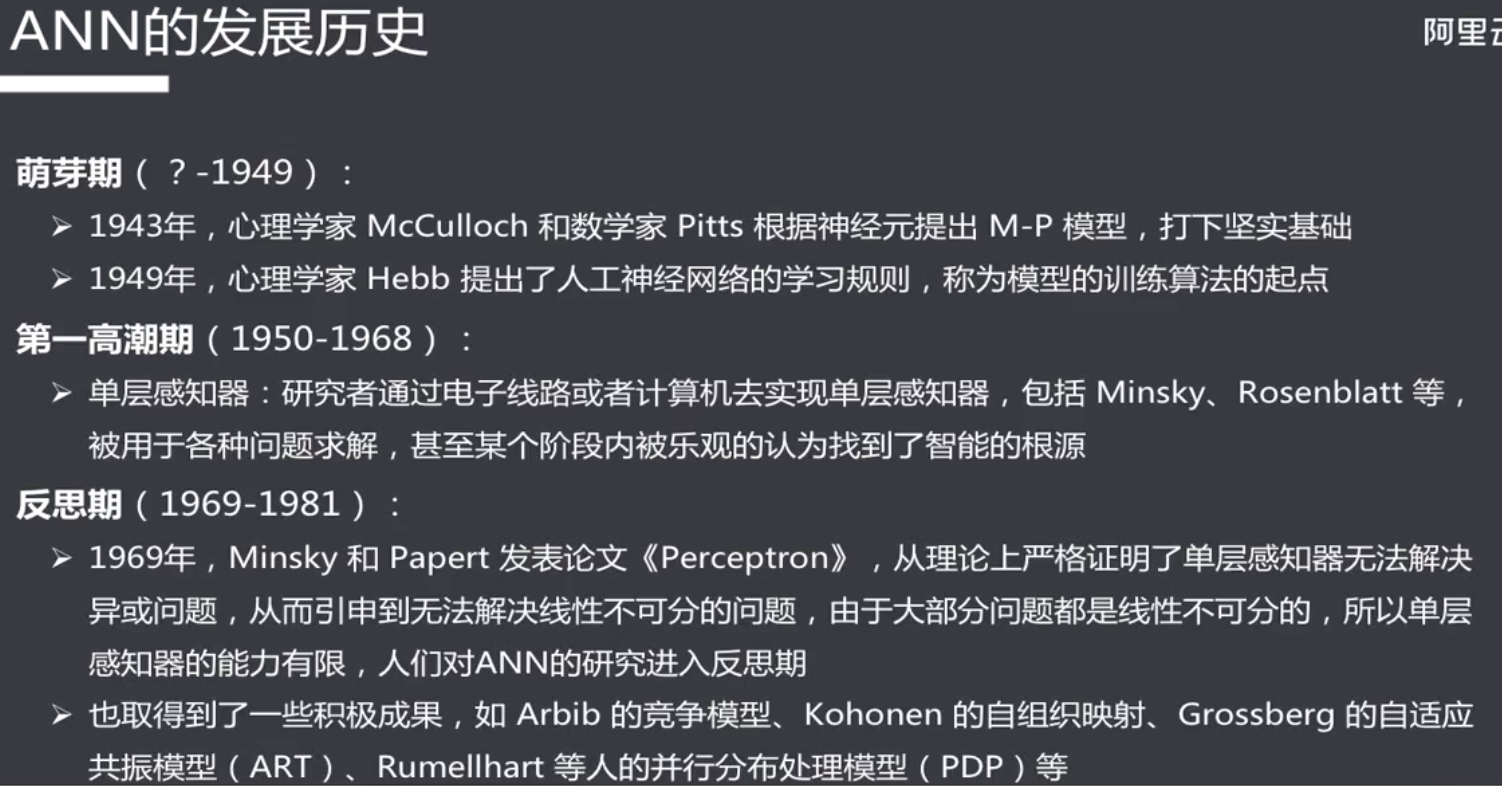 ANN的发展历史
阿里云
萌芽期（？-1949）：
➢ 1943年，心理学家 McCulloch 和数学家 Pitts 根据神经元提出 M-P 模型，打下坚实基础
➢ 1949年，心理学家 Hebb 提出了人工神经网络的学习规则，称为模型的训练算法的起点
第一高潮期（1950-1968）：
➢ 单层感知器：研究者通过电子线路或者计算机去实现单层感知器，包括 Minsky、Rosenblatt 等，
被用于各种问题求解，甚至某个阶段内被乐观的认为找到了智能的根源
反思期（1969-1981）：
➢ 1969年，Minsky 和 Papert 发表论文《Perceptron》，从理论上严格证明了单层感知器无法解决
异或问题，从而引申到无法解决线性不可分的问题，由于大部分问题都是线性不可分的，所以单层
感知器的能力有限，人们对ANN的研究进入反思期
➢ 也取得到了一些积极成果，如 Arbib 的竞争模型、Kohonen 的自组织映射、Grossberg 的自适应
共振模型（ART）、Rumellhart 等人的并行分布处理模型（PDP）等